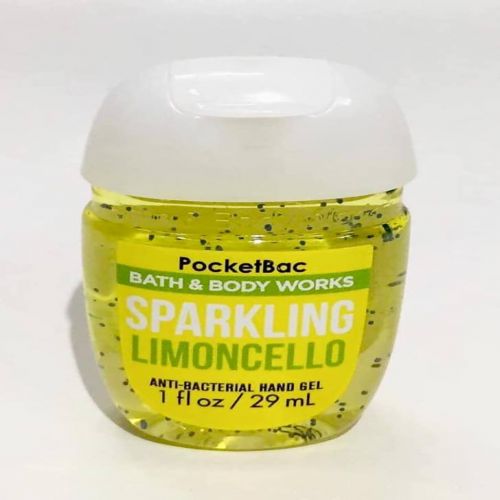 PocketBac
BATH & BODY WORKS
SPARKLING
LIMONCELLO
ANTI-BACTERIAL HAND GEL
1 fl oz / 29 mL